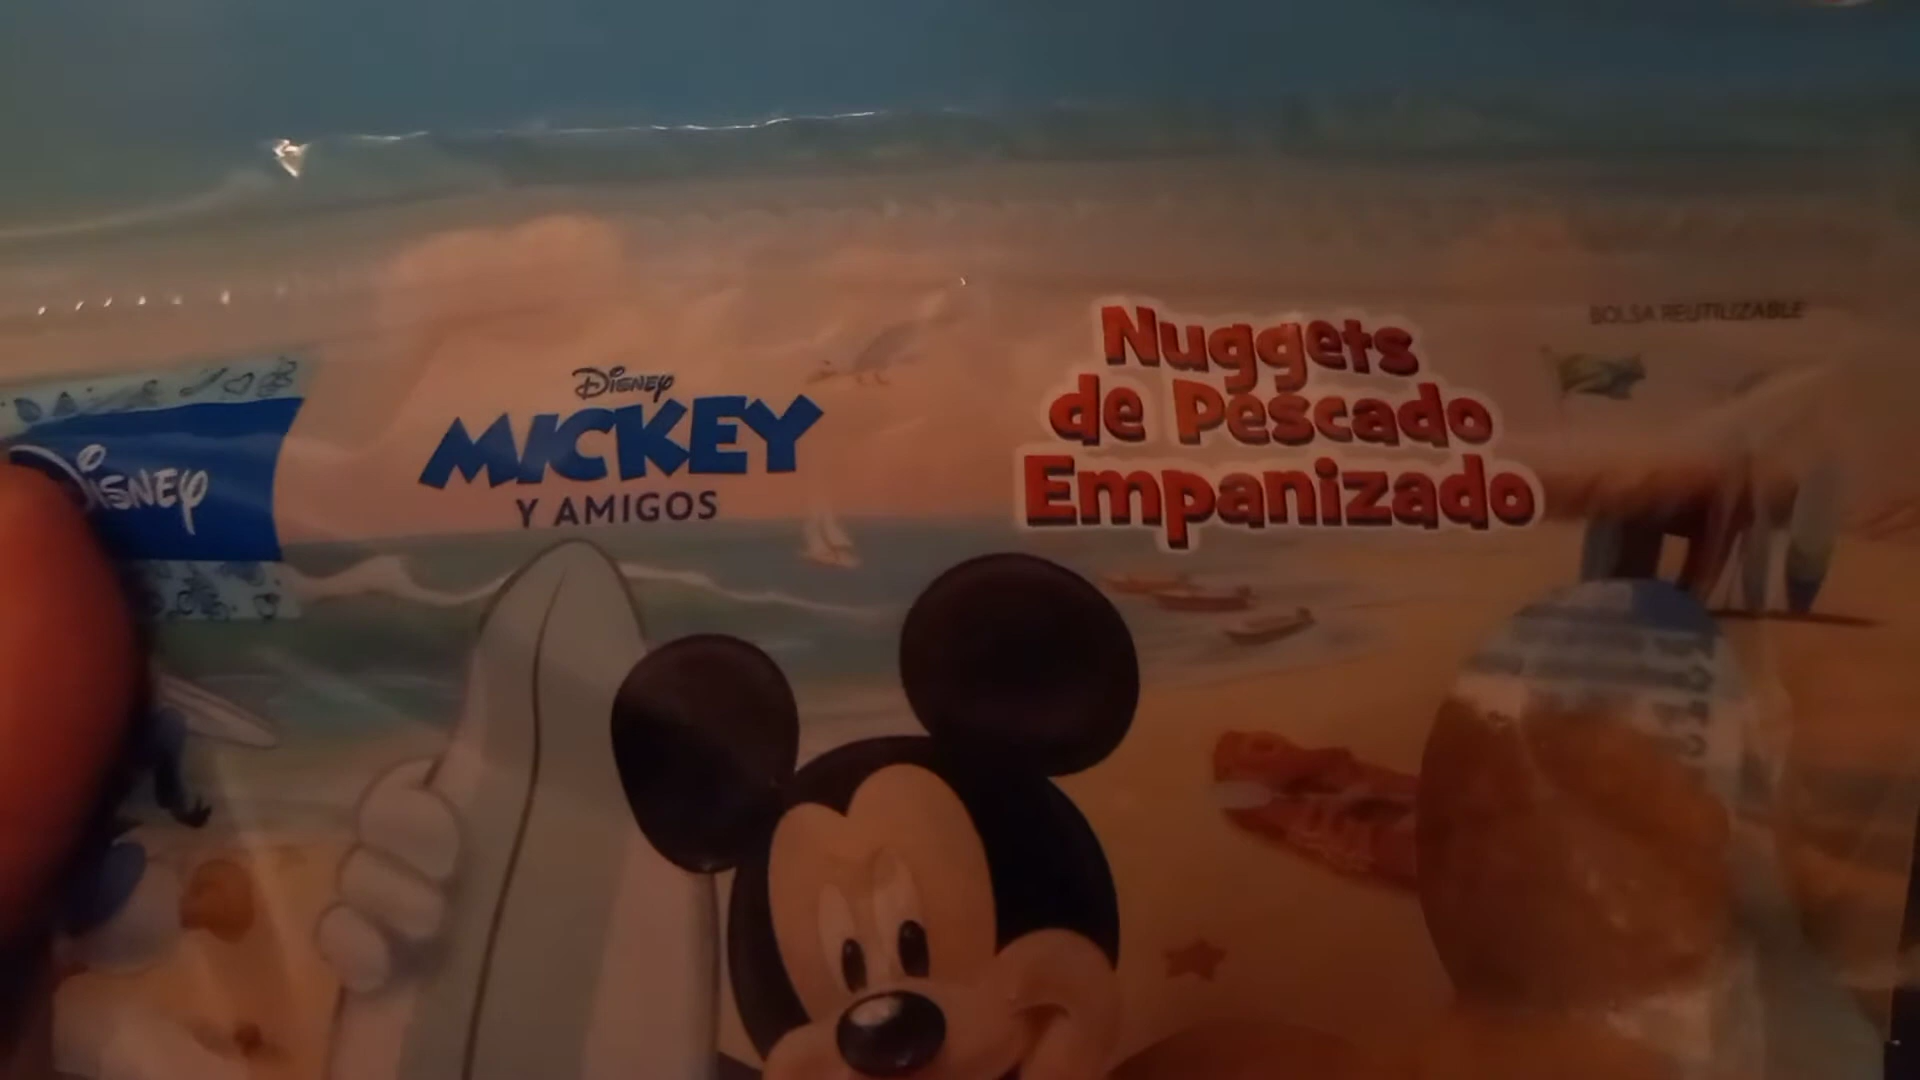 BOLSA REUTILIZABLE
DISNEY
DISNEY
MICKEY
Y AMIGOS
Nuggets
de Pescado
Empanizado